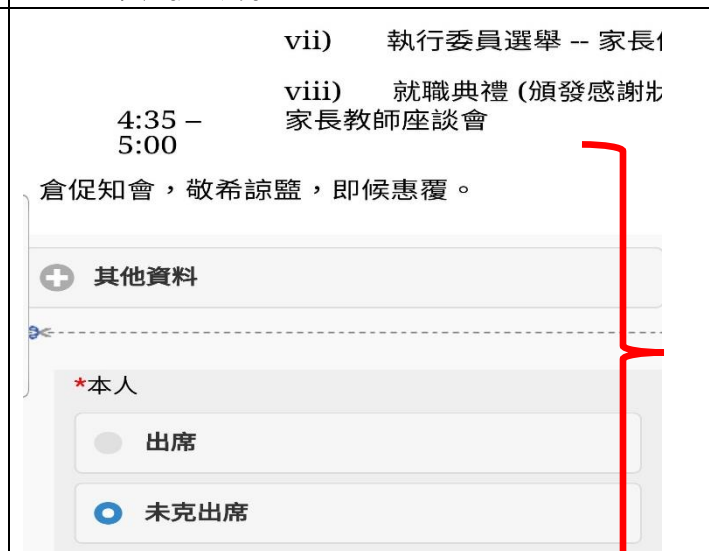 vii) 執行委員選舉 -- 家長
viii) 就職典禮 (頒發感謝狀
4:35 – 家長教師座談會
5:00
倉促知會，敬希諒鑒，即候惠覆。
其他資料
*本人
出席
未克出席